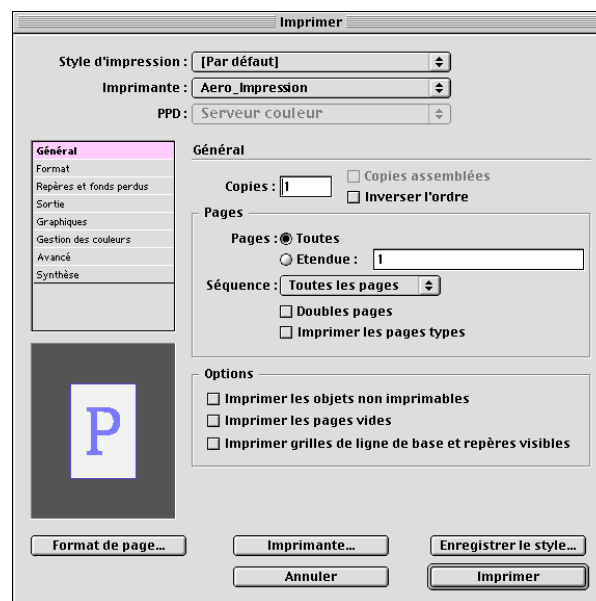 Imprimer
Style d'impression : [Par défaut]
Imprimante : Aero_Impression
PPD : Serveur couleur
Général
Format
Repères et fonds perdus
Sortie
Graphiques
Gestion des couleurs
Avancé
Synthèse
Général
Copies : 1
Copies assemblées
Inverser l'ordre
Pages
Pages : Toutes
Etendue : 1
Séquence : Toutes les pages
Doubles pages
Imprimer les pages types
Options
Imprimer les objets non imprimables
Imprimer les pages vides
Imprimer grilles de ligne de base et repères visibles
P
Format de page...
Imprimante...
Enregistrer le style...
Annuler
Imprimer